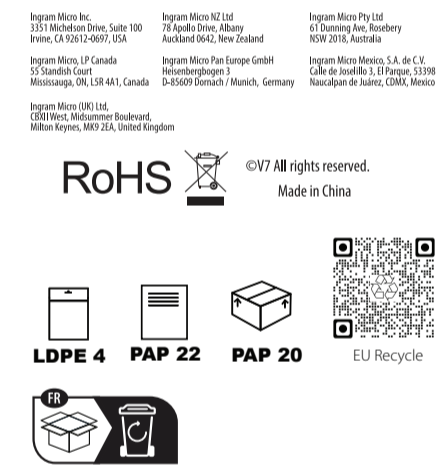 Ingram Micro Inc.
3351 Michelson Drive, Suite 100
Irvine, CA 92612-0697, USA
Ingram Micro NZ Ltd
78 Apollo Drive, Albany
Auckland 0642, New Zealand
Ingram Micro Pty Ltd
61 Dunning Ave, Rosebery
NSW 2018, Australia
Ingram Micro, LP Canada
55 Standish Court
Mississauga, ON, L5R 4A1, Canada
Ingram Micro Pan Europe GmbH
Heisenbergbogen 3
D-85609 Dornach / Munich, Germany
Ingram Micro Mexico, S.A. de C.V.
Calle de Joselillo 3, El Parque, 53398
Naucalpan de Juárez, CDMX, Mexico
Ingram Micro (UK) Ltd,
CBXII West, Midsummer Boulevard,
Milton Keynes, MK9 2EA, United Kingdom
RoHS
©V7 All rights reserved.
Made in China
LDPE 4
PAP 22
PAP 20
EU Recycle
FR